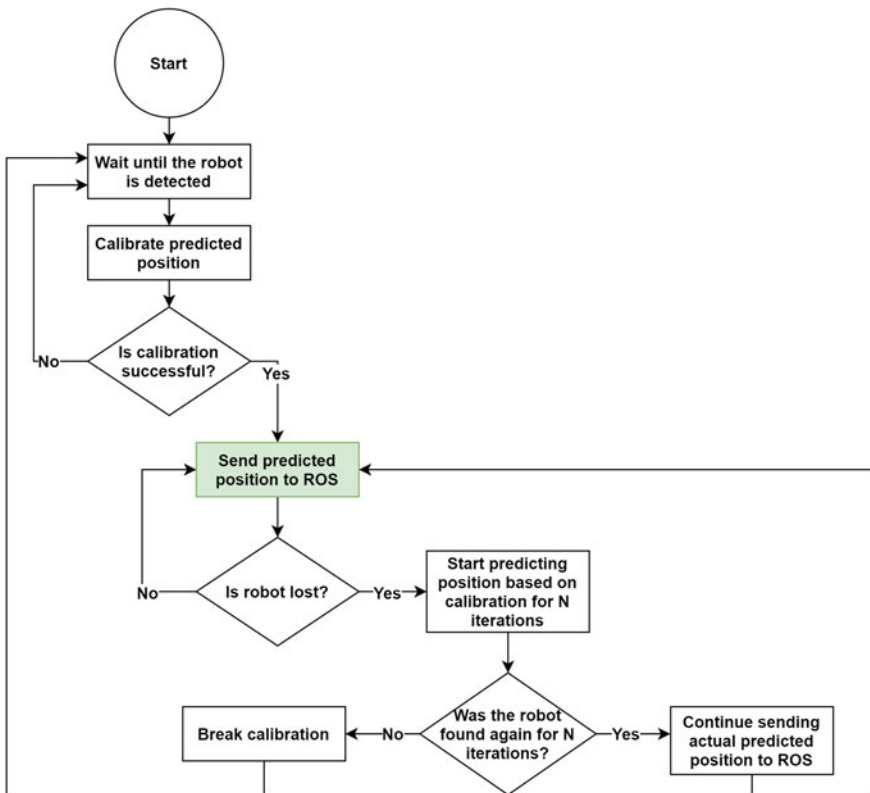 Start
Wait until the robot
is detected
Calibrate predicted
position
Is calibration
successful?
No
Yes
Send predicted
position to ROS
Is robot lost?
No
Yes
Start predicting
position based on
calibration for N
iterations
Was the robot
found again for N
iterations?
No
Yes
Break calibration
Continue sending
actual predicted
position to ROS